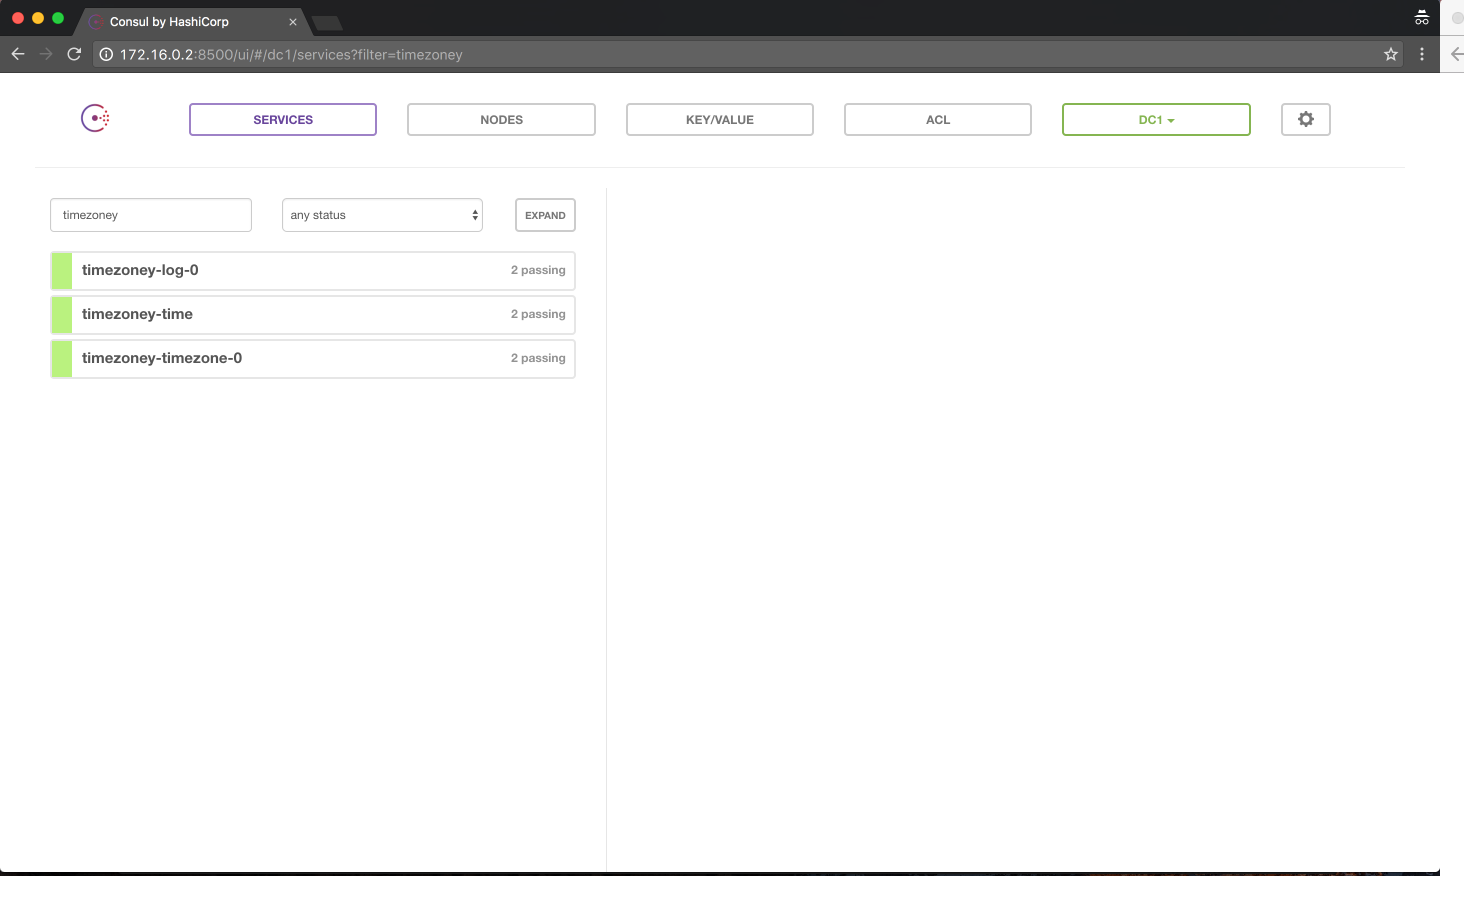 Consul by HashiCorp
172.16.0.2:8500/ui/#/dc1/services?filter=timezoney
SERVICES
NODES
KEY/VALUE
ACL
DC1
timezoney
any status
EXPAND
timezoney-log-0 2 passing
timezoney-time 2 passing
timezoney-timezone-0 2 passing